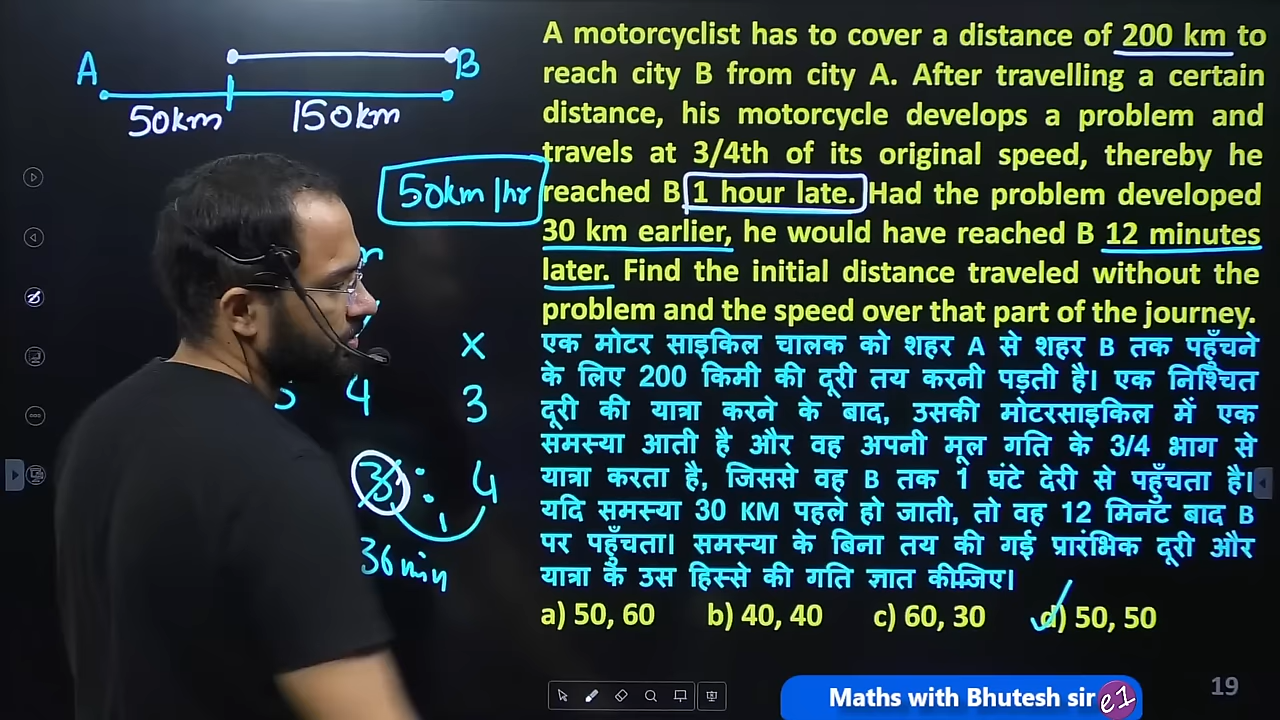 A motorcyclist has to cover a distance of 200 km to
reach city B from city A. After travelling a certain
distance, his motorcycle develops a problem and
travels at 3/4th of its original speed, thereby he
reached B 1 hour late. Had the problem developed
30 km earlier, he would have reached B 12 minutes
later. Find the initial distance traveled without the
problem and the speed over that part of the journey.
एक मोटर साइकिल चालक को शहर A से शहर B तक पहुँचने
के लिए 200 किमी की दूरी तय करनी पड़ती है। एक निश्चित
दूरी की यात्रा करने के बाद, उसकी मोटरसाइकिल में एक
समस्या आती है और वह अपनी मूल गति के 3/4 भाग से
यात्रा करता है, जिससे वह B तक 1 घंटे देरी से पहुँचता है।
यदि समस्या 30 KM पहले हो जाती, तो वह 12 मिनट बाद B
पर पहुँचता। समस्या के बिना तय की गई प्रारंभिक दूरी और
यात्रा के उस हिस्से की गति ज्ञात कीजिए।
a) 50, 60 b) 40, 40 c) 60, 30 d) 50, 50
A B
50km 150km
50km/hr
x
4 3
3 : 4
1
36min
Maths with Bhutesh sir e1
19